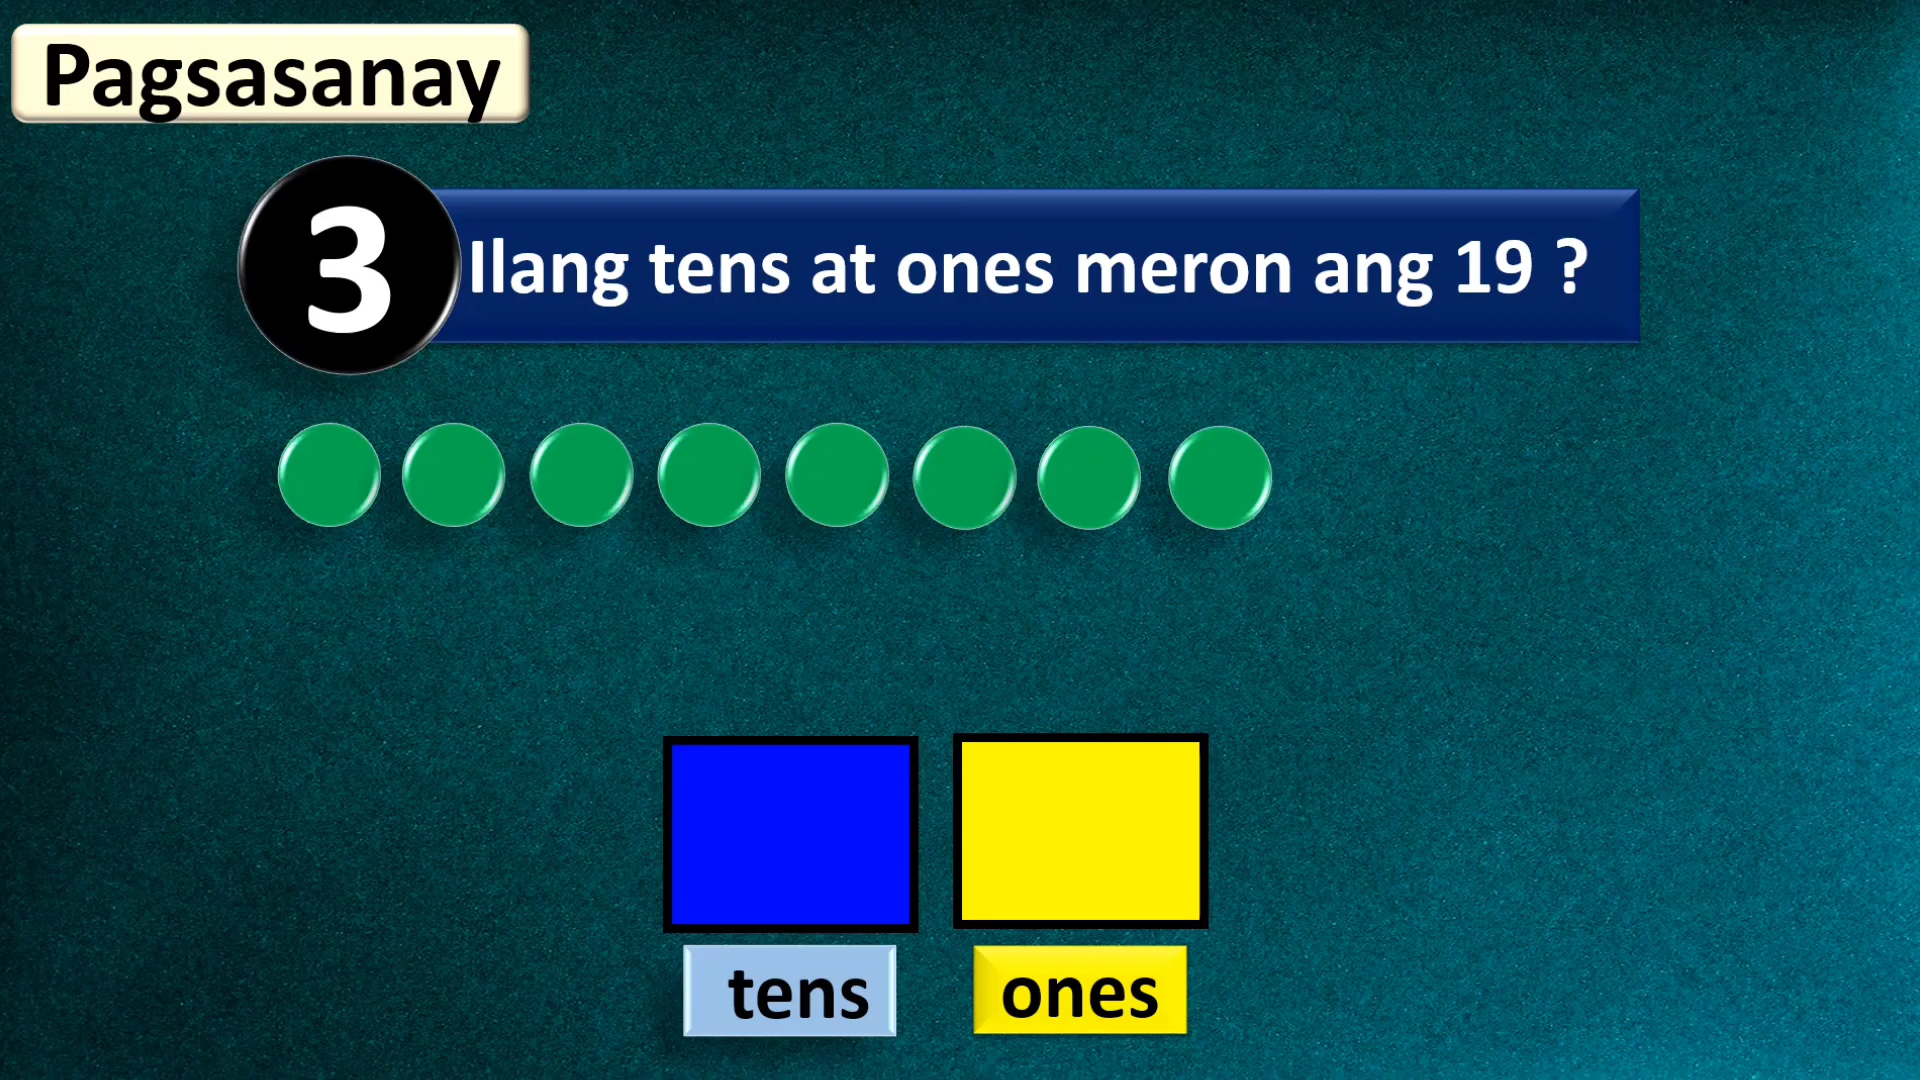 Pagsasanay
3
Ilang tens at ones meron ang 19 ?
tens
ones